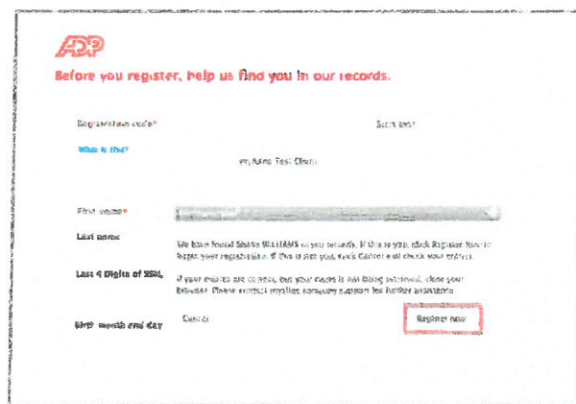 ADP
Before you register, help us find you in our records.
Registration code*
What is this?
Test Client
First name*
Last name
We have found WILLIAMS in our records. If this is you, click Register Now to
begin your registration. If this is not you, click Cancel and check your entries.
Last 4 Digits of SSN,
If your entries are correct, but your name is not being retrieved, close your
browser. Please contact your company support for further assistance.
Birth month and day
Cancel
Register now